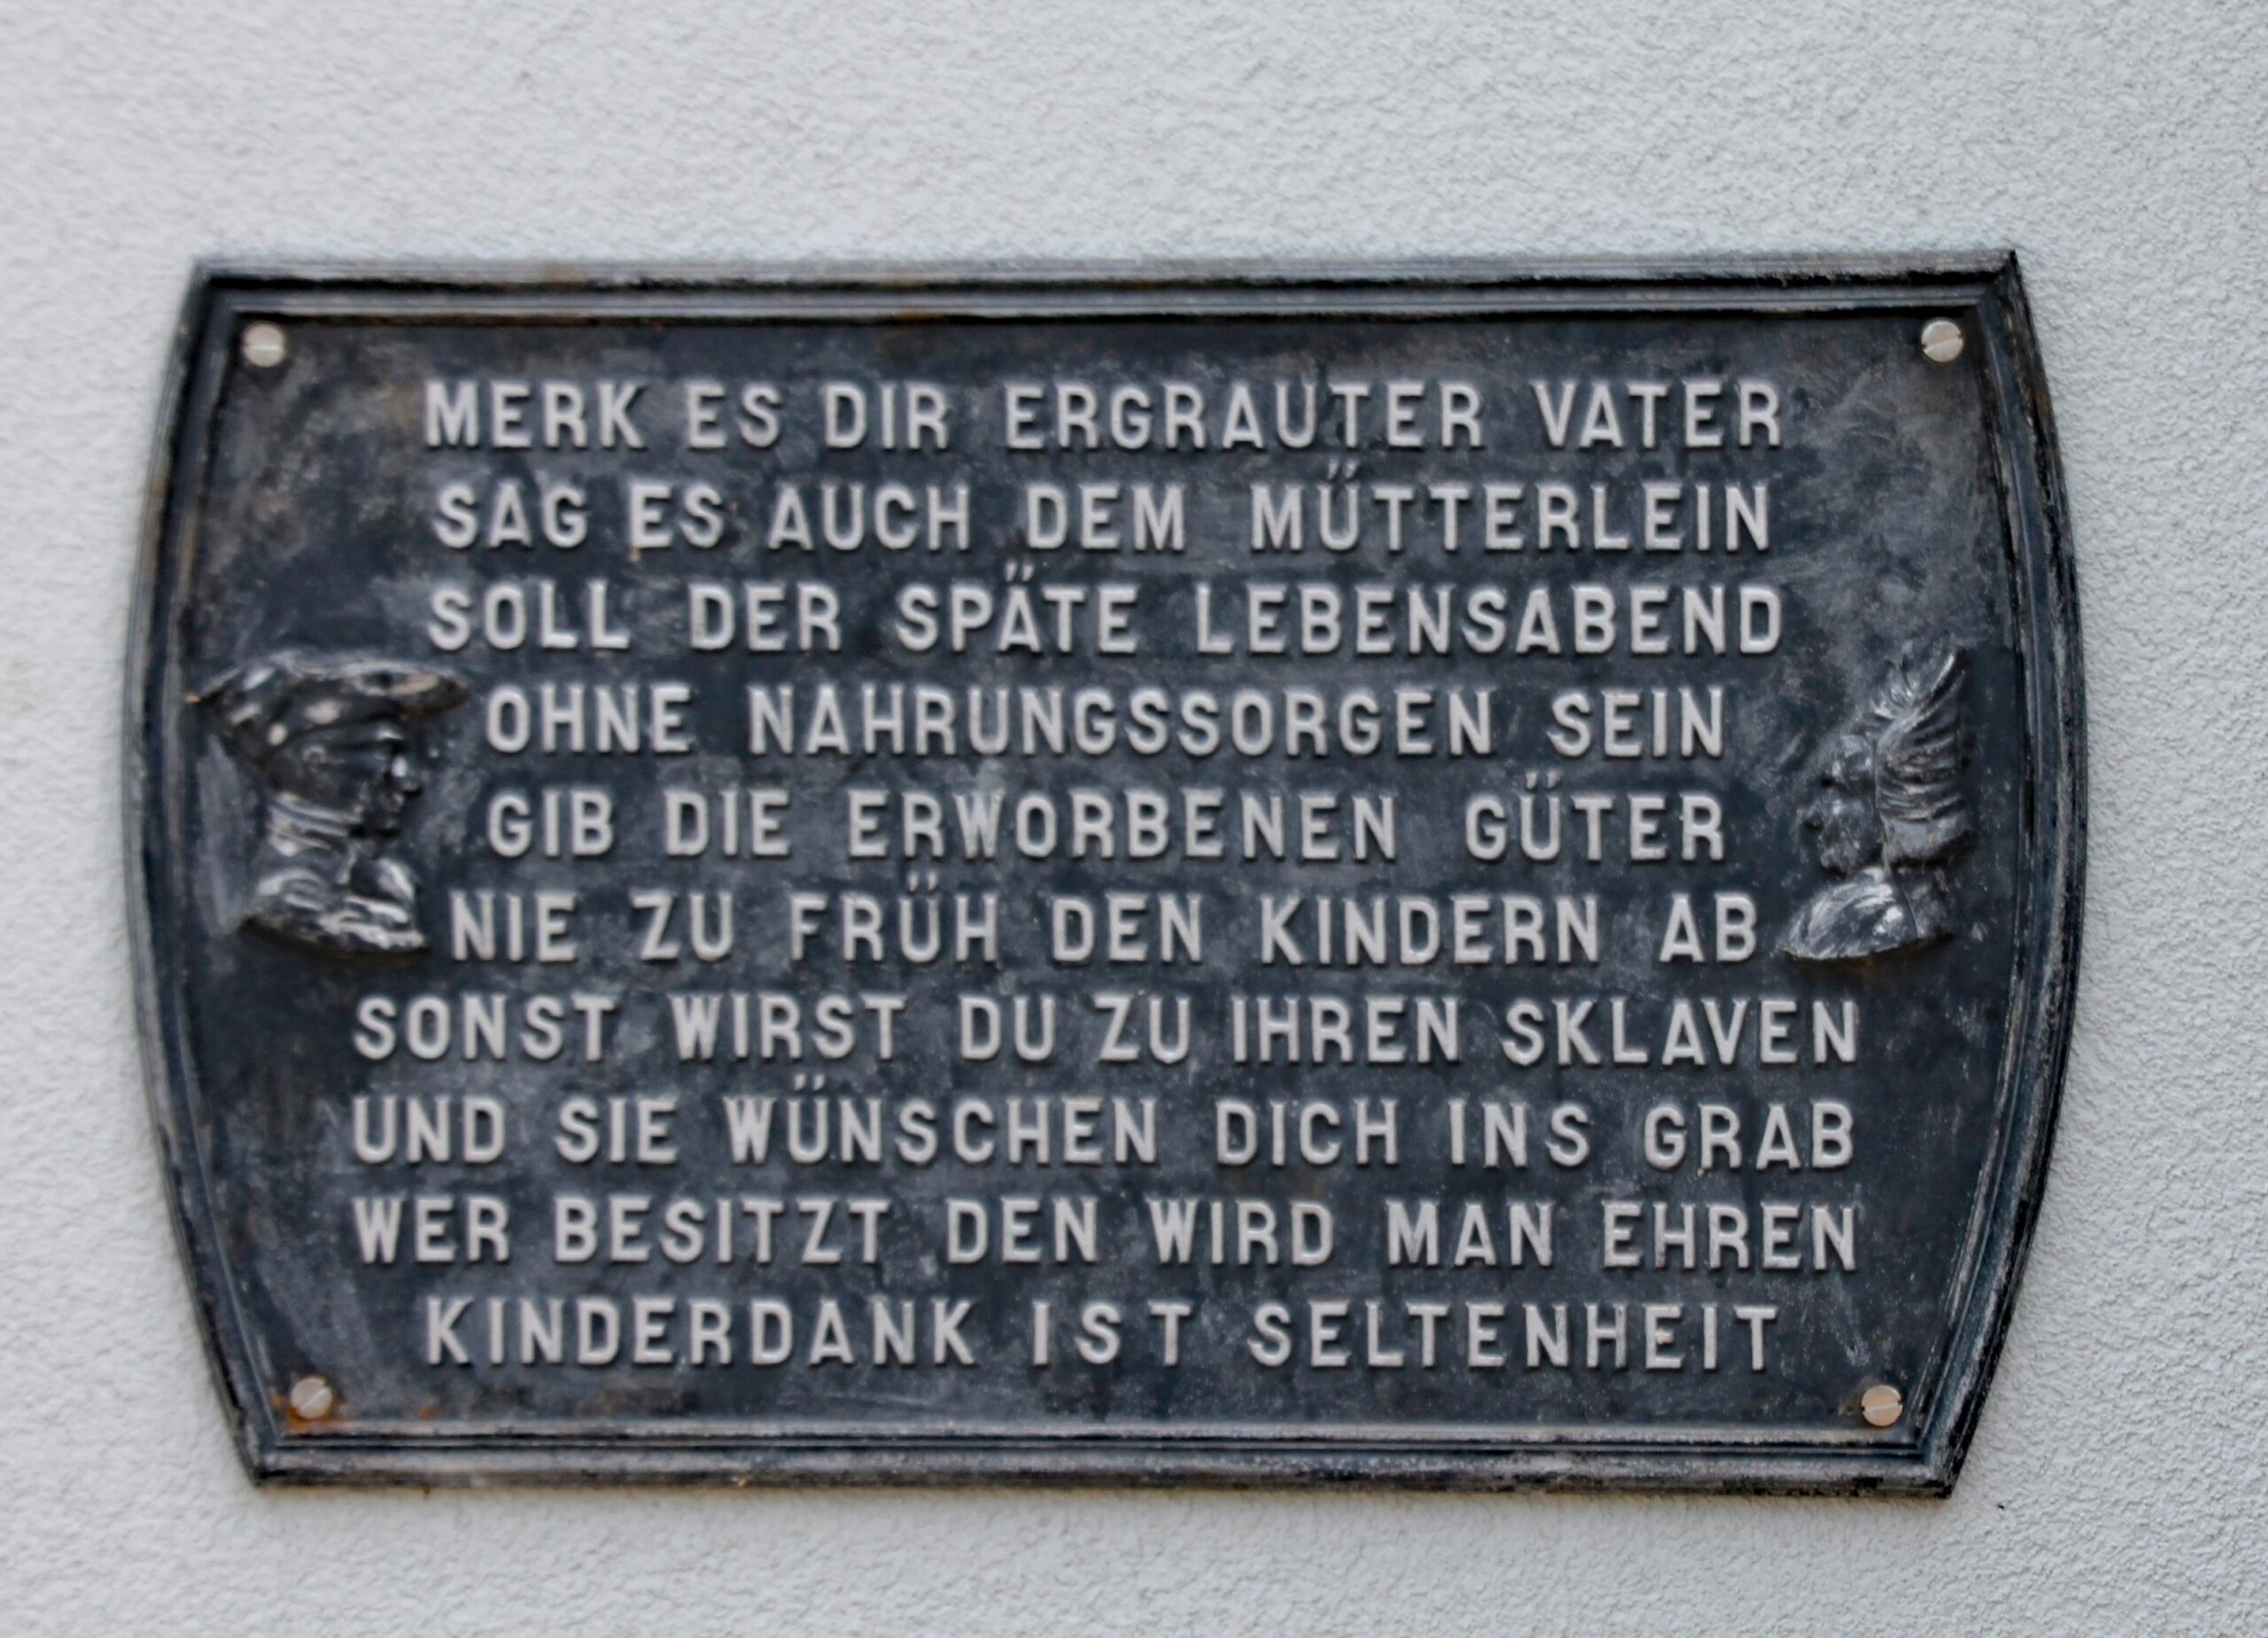 MERK ES DIR ERGRAUTER VATER
SAG ES AUCH DEM MÜTTERLEIN
SOLL DER SPÄTE LEBENSABEND
OHNE NAHRUNGSSORGEN SEIN
GIB DIE ERWORBENEN GÜTER
NIE ZU FRÜH DEN KINDERN AB
SONST WIRST DU ZU IHREN SKLAVEN
UND SIE WÜNSCHEN DICH INS GRAB
WER BESITZT DEN WIRD MAN EHREN
KINDERDANK IST SELTENHEIT